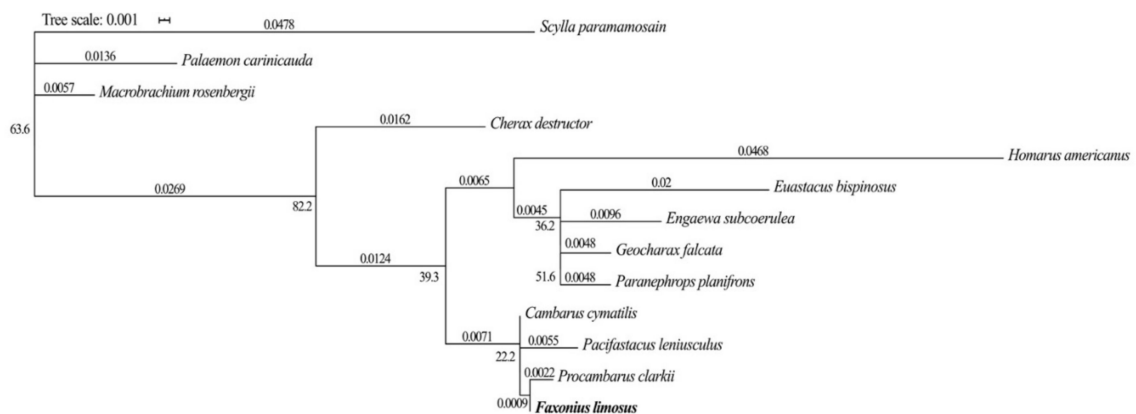 Tree scale: 0.001
0.0478
Scylla paramamosain
0.0136
Palaemon carinicauda
0.0057
Macrobrachium rosenbergii
63.6
0.0162
Cherax destructor
0.0468
Homarus americanus
0.0269
82.2
0.0065
0.02
Euastacus bispinosus
0.0045
36.2
0.0096
Engaewa subcoerulea
0.0124
39.3
0.0048
Geocharax falcata
51.6
0.0048
Paranephrops planifrons
Cambarus cymatilis
0.0071
22.2
0.0055
Pacifastacus leniusculus
0.0022
Procambarus clarkii
0.0009
Faxonius limosus